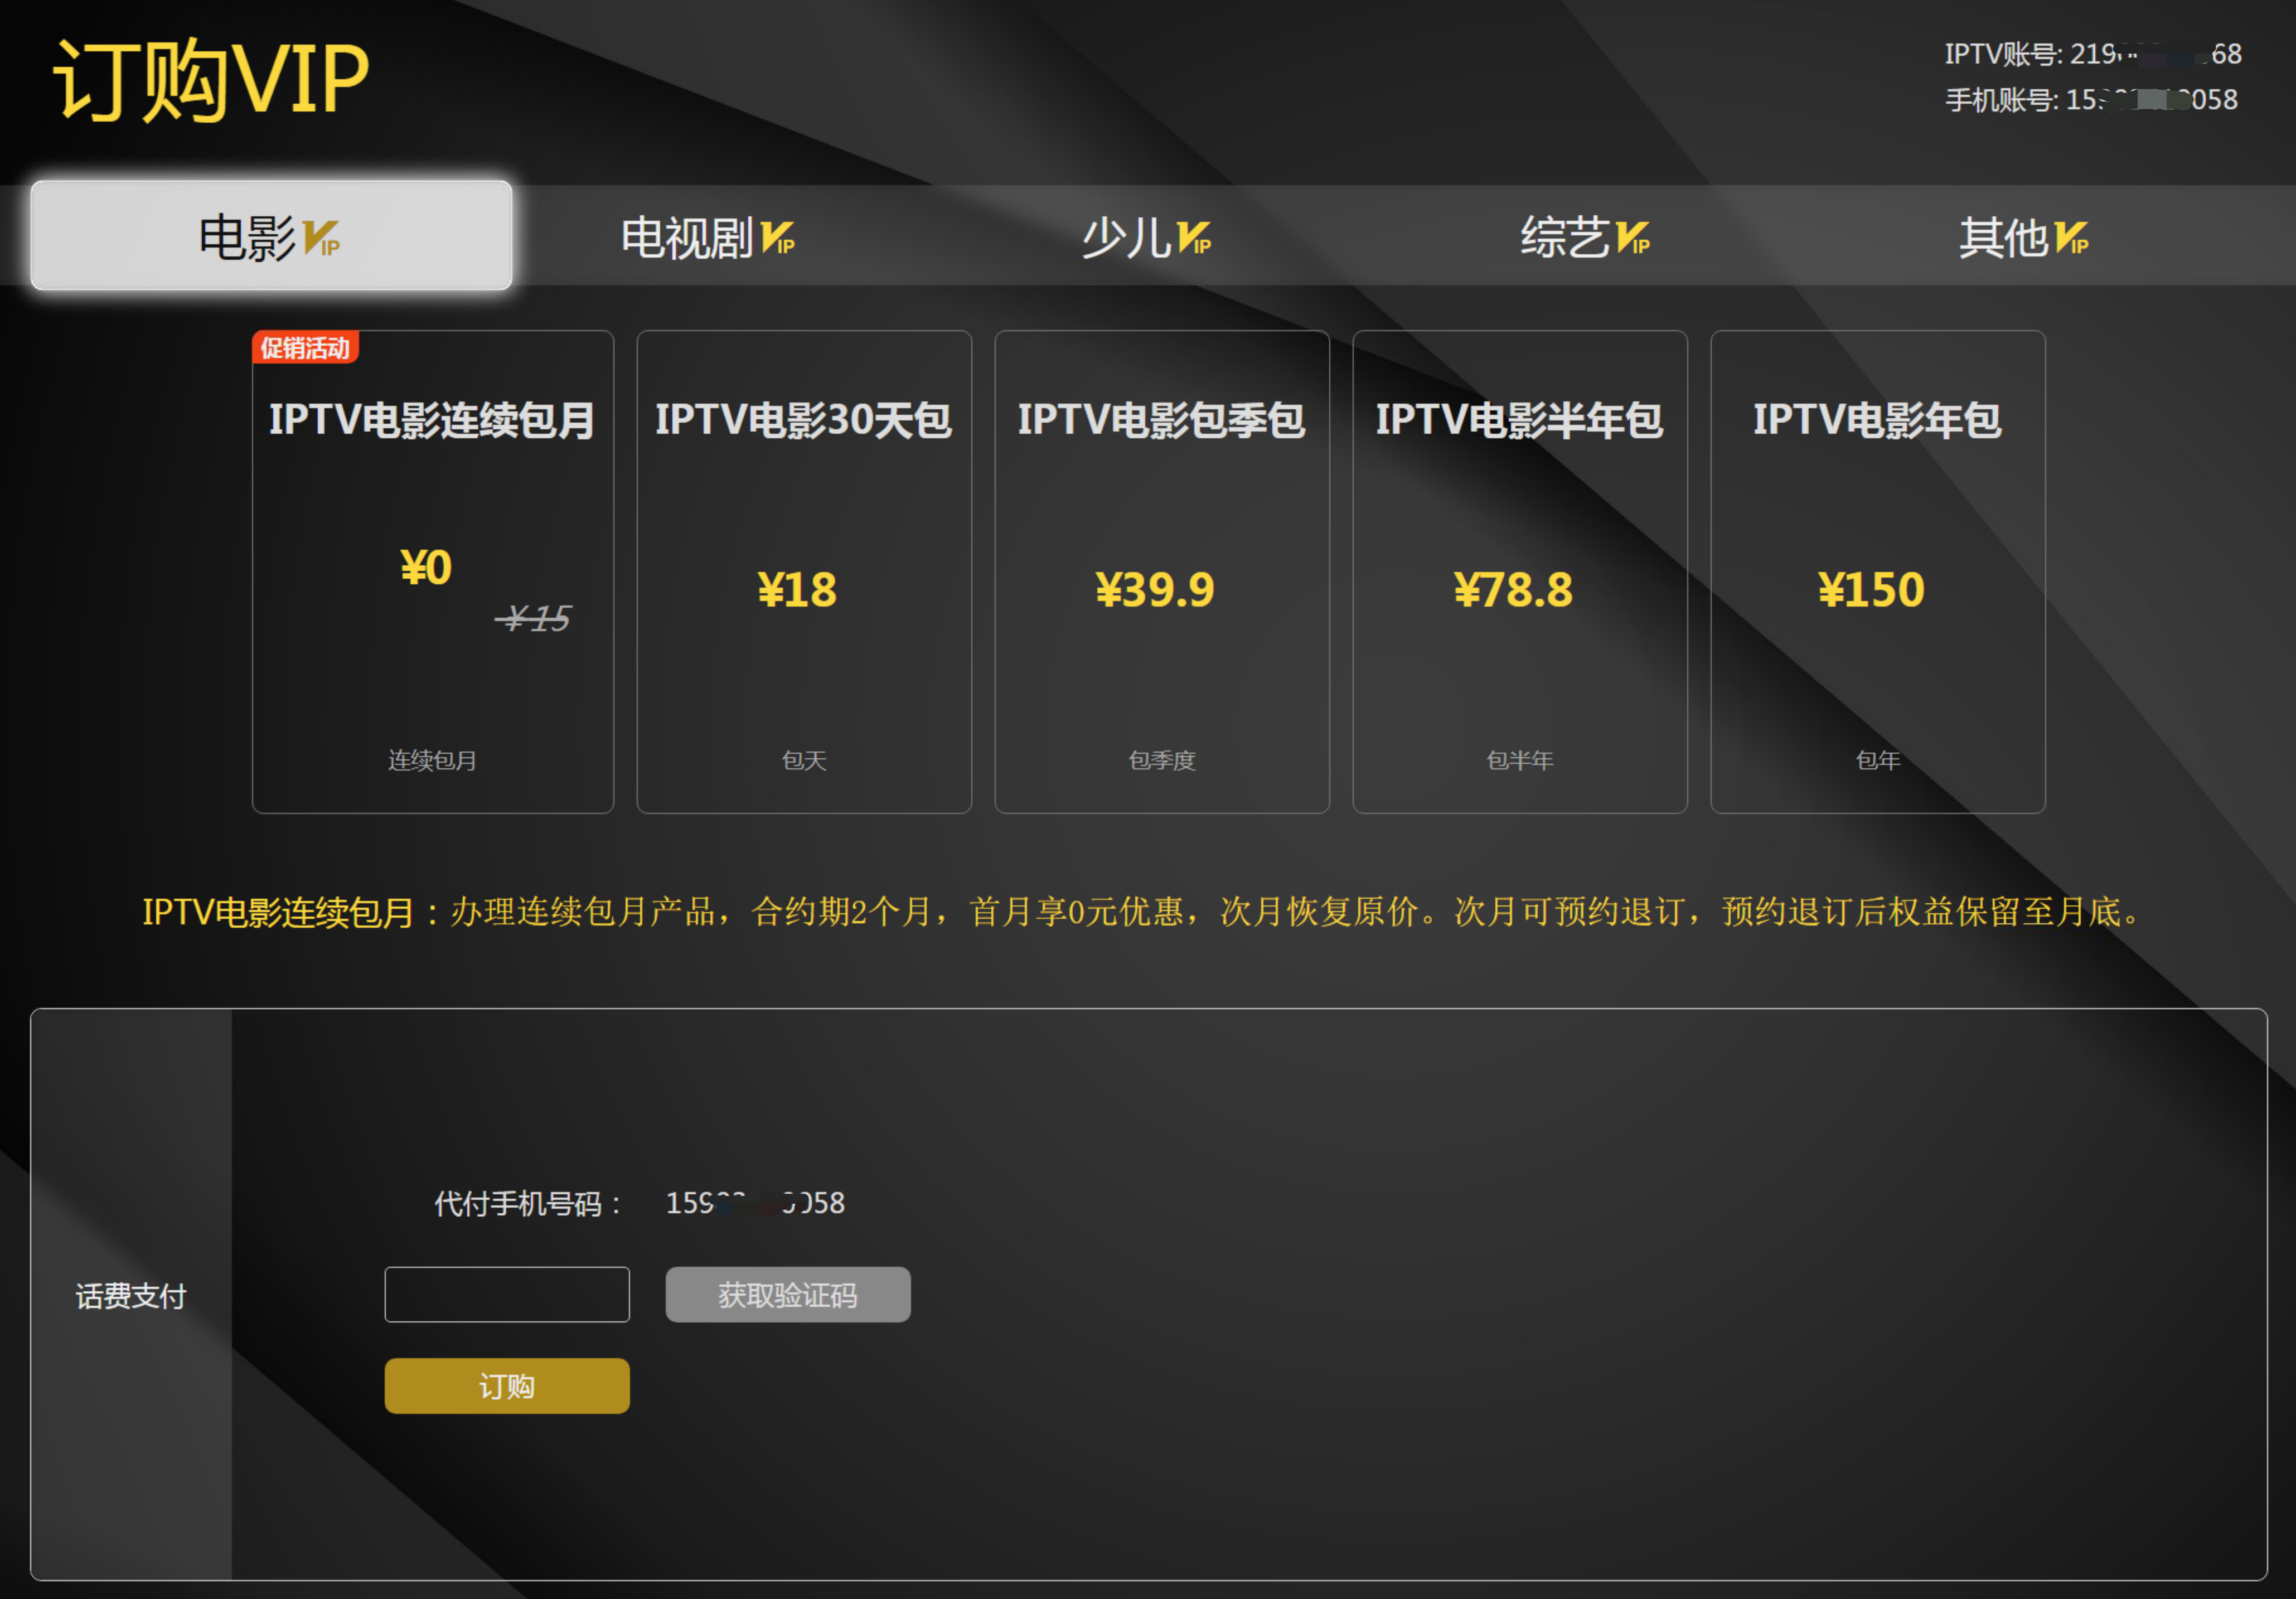 订购VIP
IPTV账号: 219 68
手机账号: 15 058
电影VIP
电视剧VIP
少儿VIP
综艺VIP
其他VIP
促销活动
IPTV电影连续包月
¥0
¥15
连续包月
IPTV电影30天包
¥18
包天
IPTV电影包季包
¥39.9
包季度
IPTV电影半年包
¥78.8
包半年
IPTV电影年包
¥150
包年
IPTV电影连续包月：办理连续包月产品，合约期2个月，首月享0元优惠，次月恢复原价。次月可预约退订，预约退订后权益保留至月底。
话费支付
代付手机号码： 159 058
获取验证码
订购